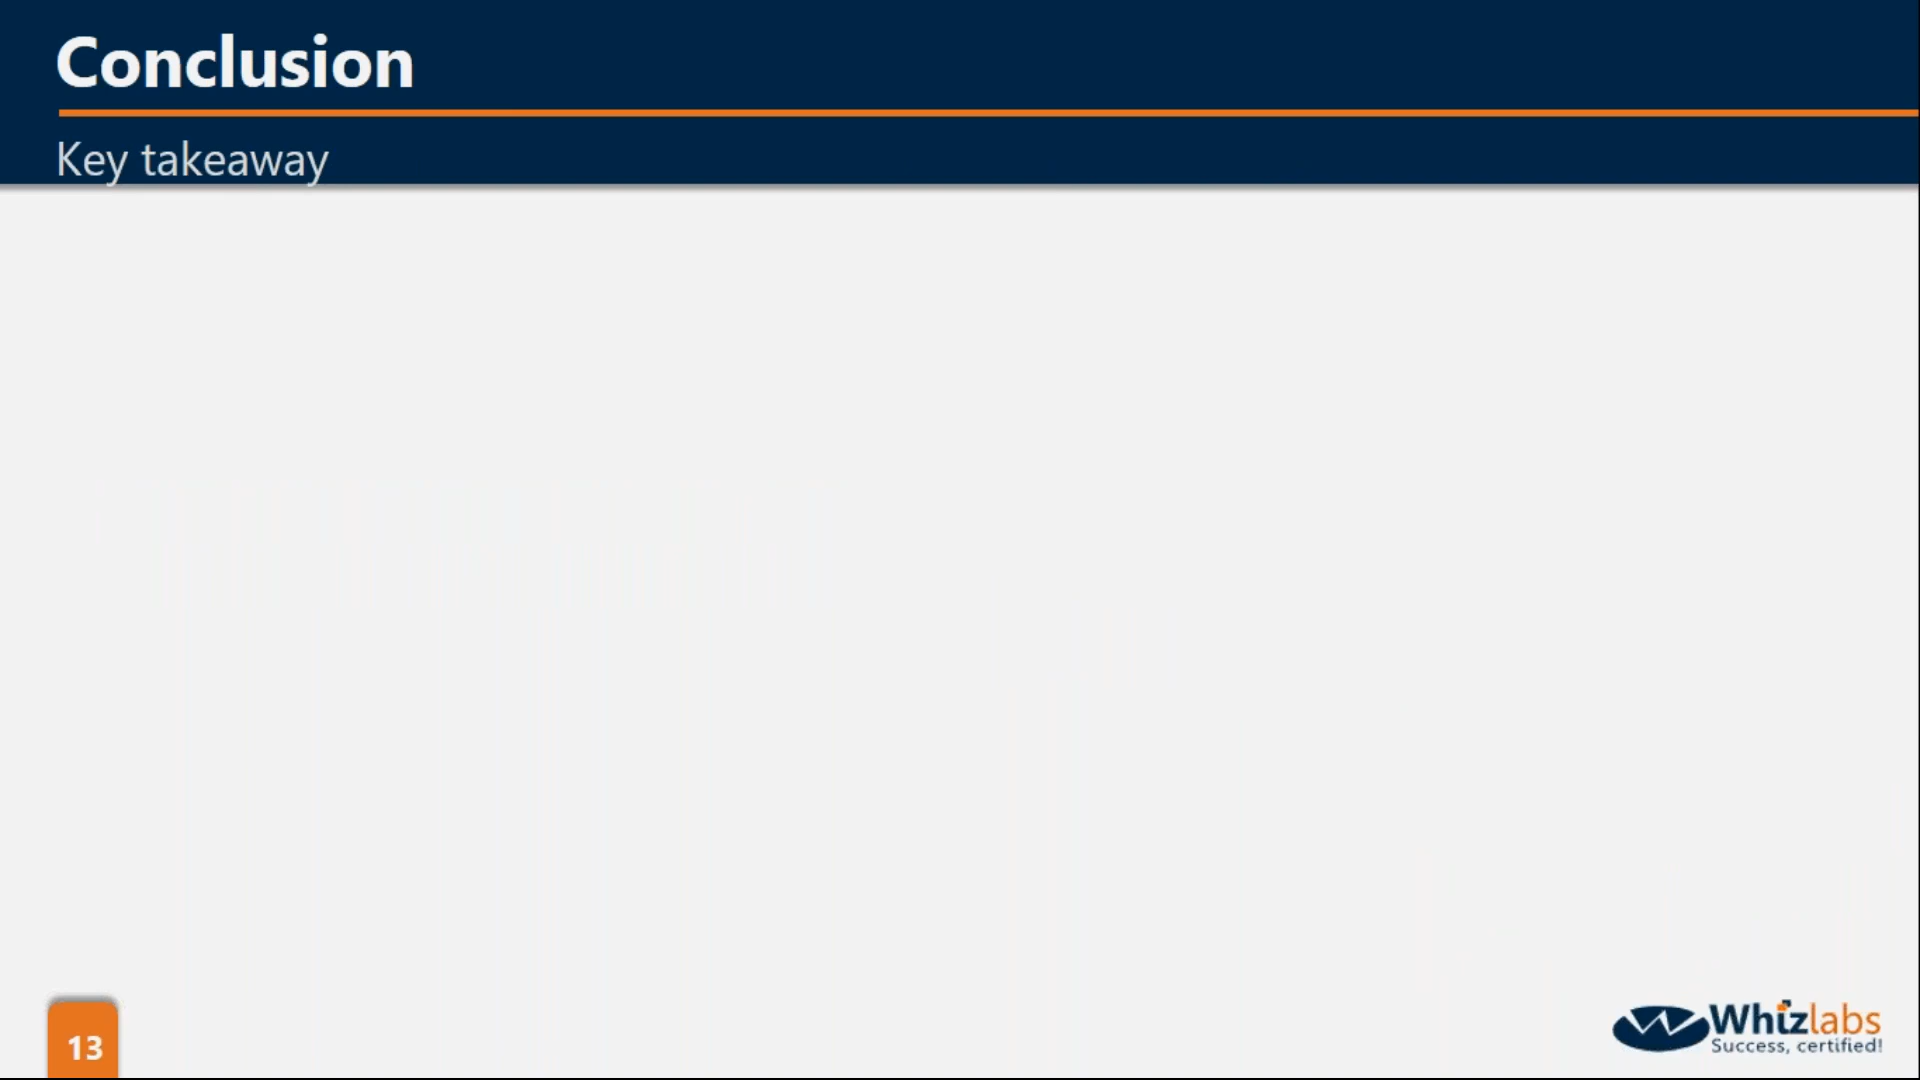 Conclusion
Key takeaway
13
Whizlabs
Success, certified!